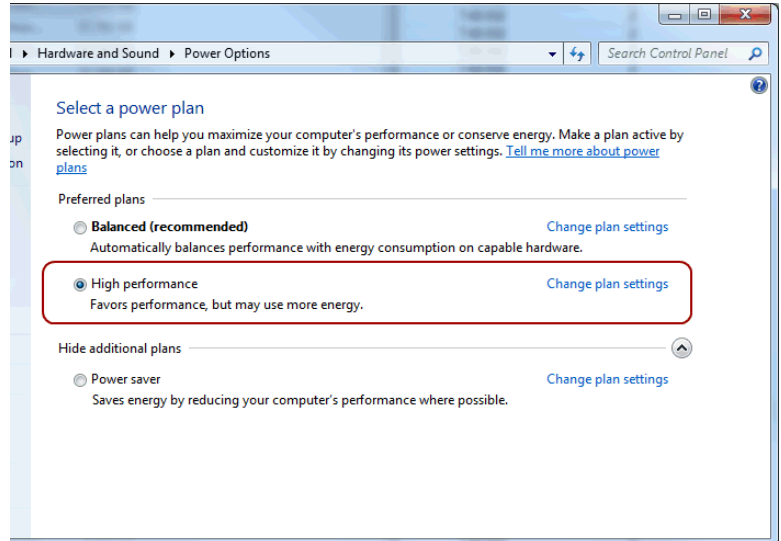 Hardware and Sound ▸ Power Options
Search Control Panel
Select a power plan
up
Power plans can help you maximize your computer's performance or conserve energy. Make a plan active by
on
selecting it, or choose a plan and customize it by changing its power settings. Tell me more about power
plans
Preferred plans
Balanced (recommended) Change plan settings
Automatically balances performance with energy consumption on capable hardware.
High performance Change plan settings
Favors performance, but may use more energy.
Hide additional plans
Power saver Change plan settings
Saves energy by reducing your computer's performance where possible.